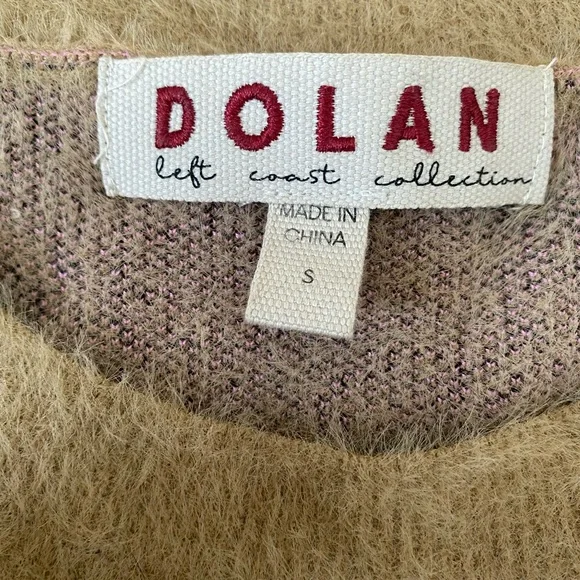 DOLAN
left coast collection
MADE IN
CHINA
S